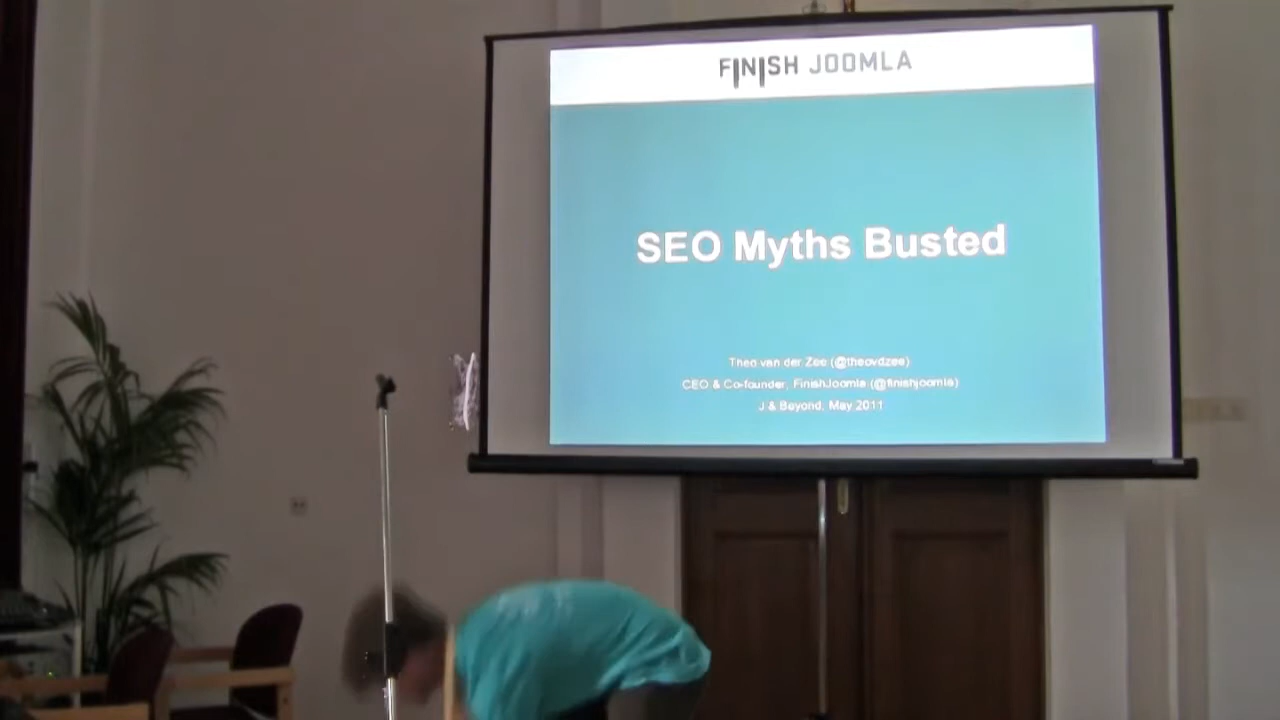 FINISH JOOMLA
SEO Myths Busted
Theo van der Zee (@theovdzee)
CEO & Co-founder, FinishJoomla (@finishjoomla)
J & Beyond, May 2011